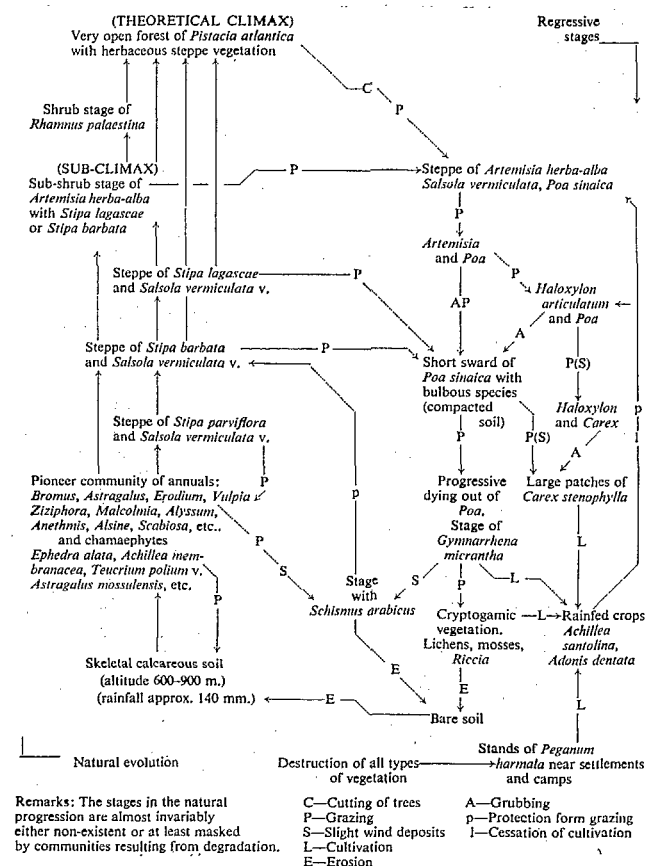 (THEORETICAL CLIMAX)
Very open forest of Pistacia atlantica
with herbaceous steppe vegetation
Regressive
stages
C
P
Shrub stage of
Rhamnus palaestina
(SUB-CLIMAX)
Sub-shrub stage of
Artemisia herba-alba
with Stipa lagascae
or Stipa barbata
P
Steppe of Artemisia herba-alba
Salsola vermiculata, Poa sinaica
P
Artemisia
and Poa
P
Steppe of Stipa lagascae
and Salsola vermiculata v.
P
AP
Haloxylon
articulatum
and Poa
A
Steppe of Stipa barbata
and Salsola vermiculata v.
P
Short sward of
Poa sinaica with
bulbous species
(compacted
soil)
P(S)
Haloxylon
and Carex
p
l
Steppe of Stipa parviflora
and Salsola vermiculata v.
P
P
P(S)
A
Pioneer community of annuals:
Bromus, Astragalus, Erodium, Vulpia
Ziziphora, Malcolmia, Alyssum,
Anethmis, Alsine, Scabiosa, etc..
and chamaephytes
Ephedra alata, Achillea mem-
branacea, Teucrium polium v.
Astragalus mossulensis, etc.
P
S
P
p
Progressive
dying out of
Poa.
Stage of
Gymnarrhena
micrantha
Large patches of
Carex stenophylla
L
Stage
with
Schismus arabicus
S
P
L
Cryptogamic
vegetation.
Lichens, mosses,
Riccia
L
Rainfed crops
Achillea
santolina,
Adonis dentata
Skeletal calcareous soil
(altitude 600-900 m.)
(rainfall approx. 140 mm.)
E
E
E
Bare soil
L
Stands of Peganum
harmala near settlements
and camps
Natural evolution
Destruction of all types
of vegetation
Remarks: The stages in the natural
progression are almost invariably
either non-existent or at least masked
by communities resulting from degradation.
C—Cutting of trees
P—Grazing
S—Slight wind deposits
L—Cultivation
E—Erosion
A—Grubbing
p—Protection form grazing
l—Cessation of cultivation